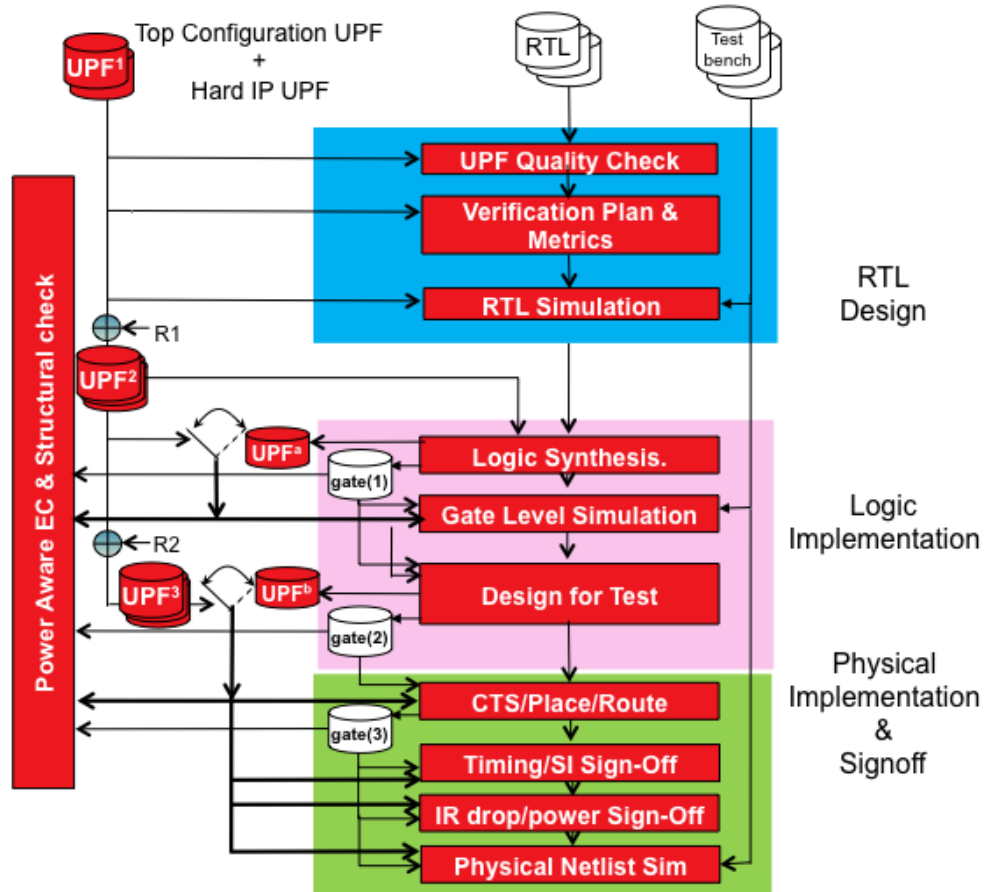 Top Configuration UPF
+
Hard IP UPF
UPF¹
RTL
Test
bench
UPF Quality Check
Verification Plan &
Metrics
RTL Simulation
RTL
Design
Power Aware EC & Structural check
R1
UPF²
UPFᵃ
Logic Synthesis.
gate(1)
Gate Level Simulation
Logic
Implementation
R2
UPF³
UPFᵇ
Design for Test
gate(2)
Physical
Implementation
&
Signoff
CTS/Place/Route
gate(3)
Timing/SI Sign-Off
IR drop/power Sign-Off
Physical Netlist Sim